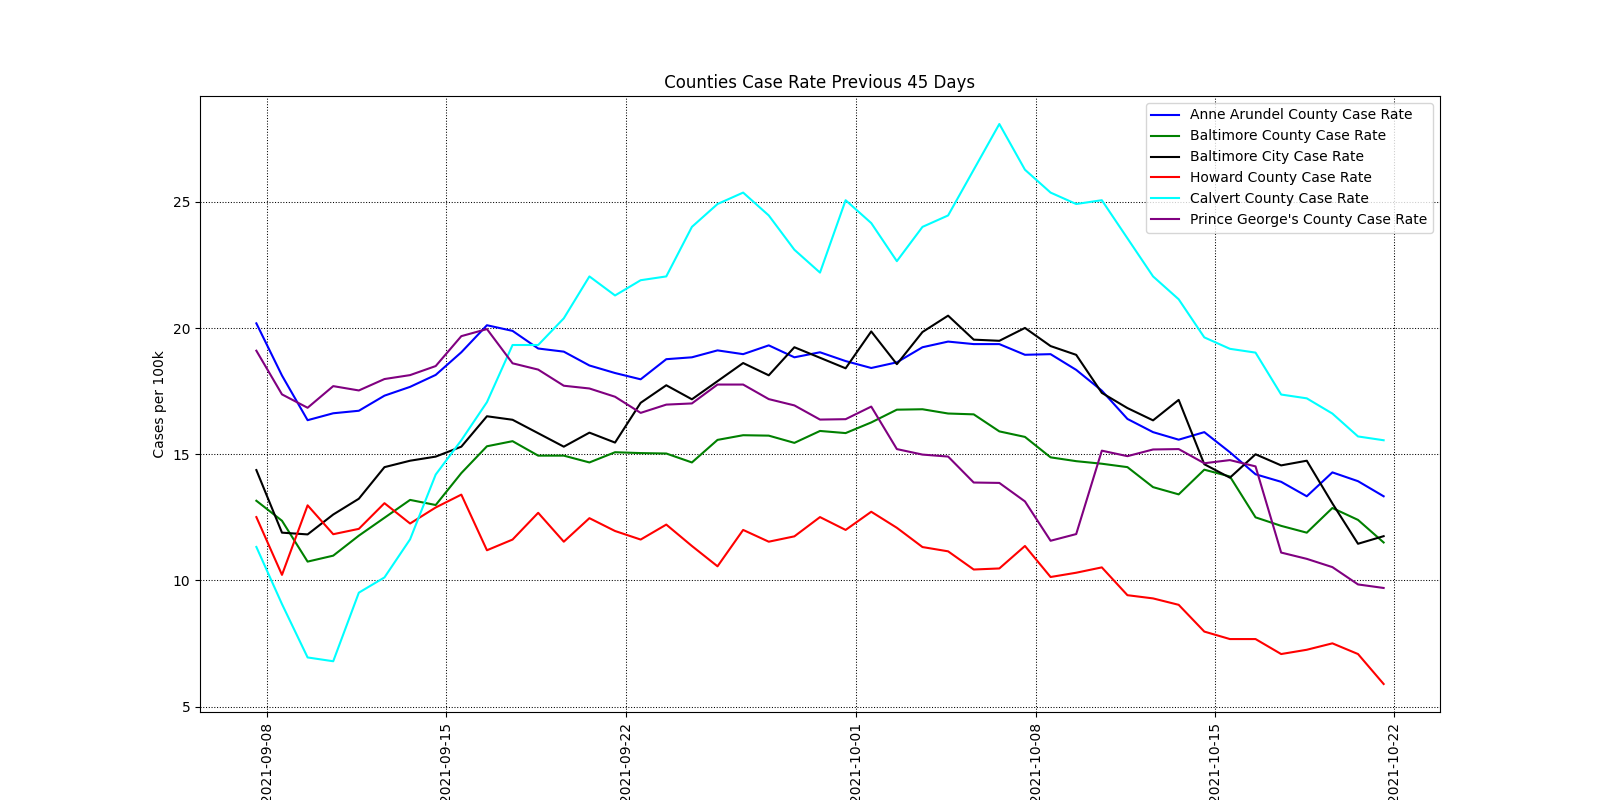 Counties Case Rate Previous 45 Days
Anne Arundel County Case Rate
Baltimore County Case Rate
Baltimore City Case Rate
Howard County Case Rate
Calvert County Case Rate
Prince George's County Case Rate
Cases per 100k
25
20
15
10
5
2021-09-08
2021-09-15
2021-09-22
2021-10-01
2021-10-08
2021-10-15
2021-10-22